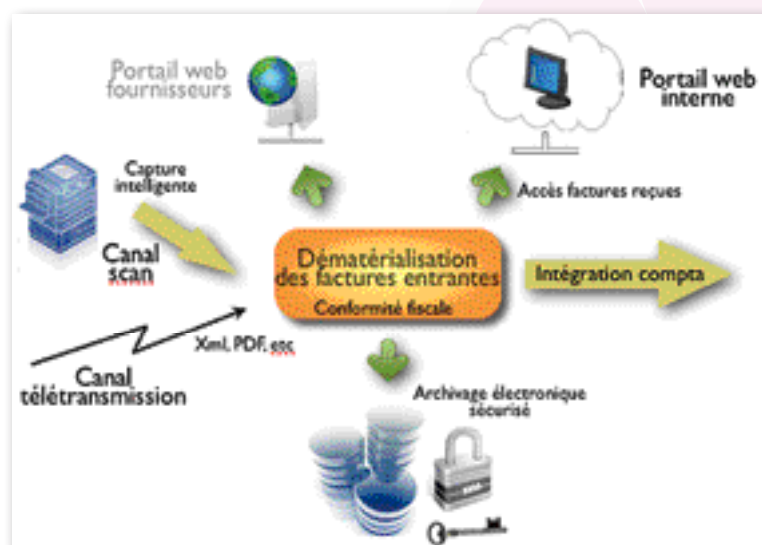 Portail web
fournisseurs
Portail web
interne
Capture
intelligente
Accès factures reçues
Canal
scan
Dématérialisation
des factures entrantes
Conformité fiscale
Intégration compta
Xml, PDF, etc
Canal
télétransmission
Archivage électronique
sécurisé